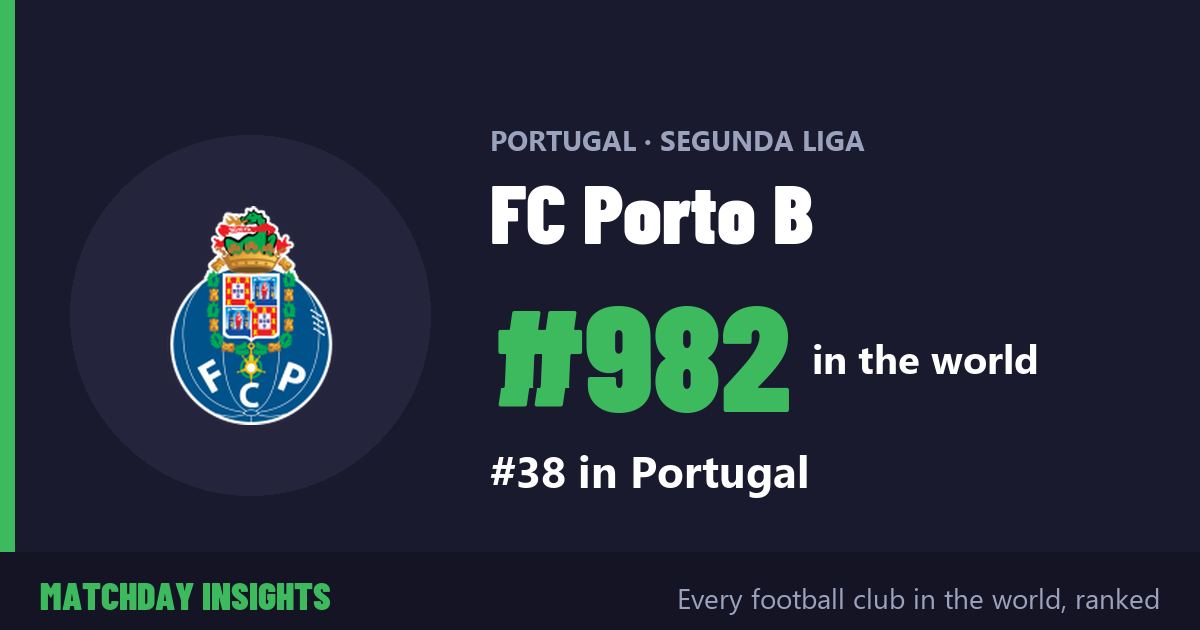 PORTUGAL · SEGUNDA LIGA
FC Porto B
#982 in the world
#38 in Portugal
F C P
MATCHDAY INSIGHTS
Every football club in the world, ranked